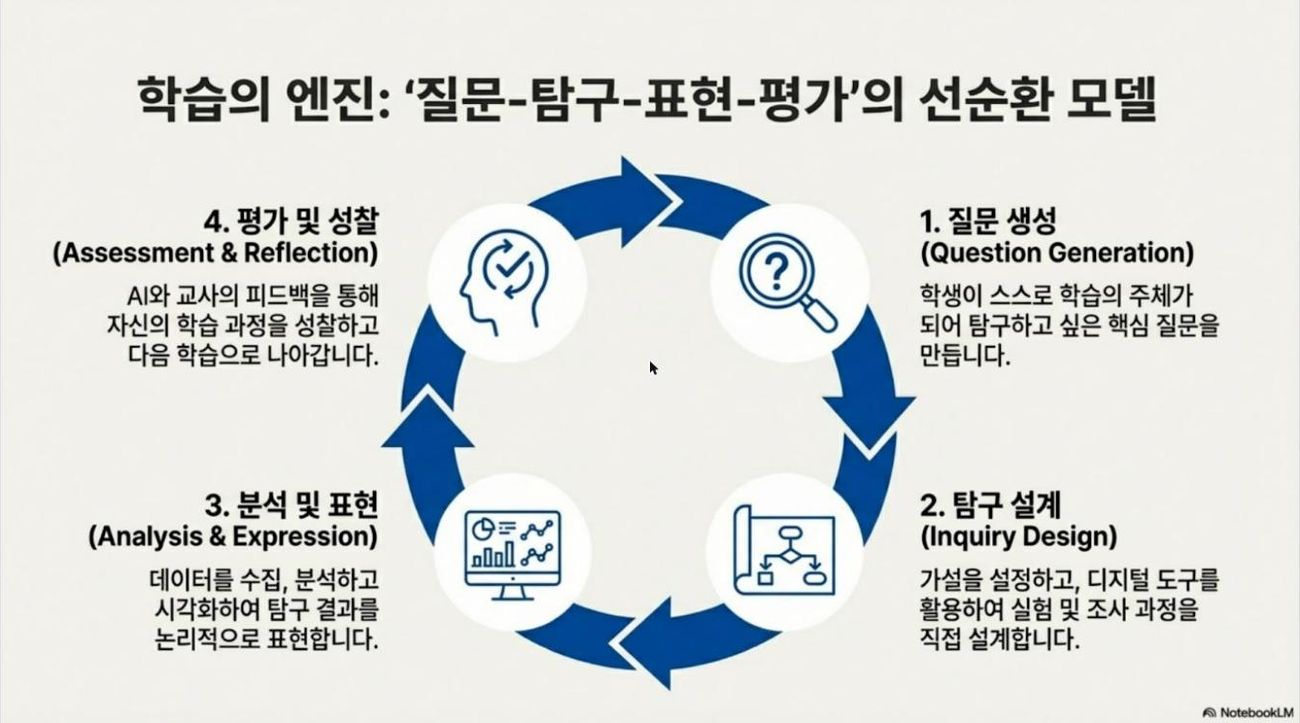 학습의 엔진: ‘질문-탐구-표현-평가’의 선순환 모델
1. 질문 생성
(Question Generation)
학생이 스스로 학습의 주체가
되어 탐구하고 싶은 핵심 질문을
만듭니다.
2. 탐구 설계
(Inquiry Design)
가설을 설정하고, 디지털 도구를
활용하여 실험 및 조사 과정을
직접 설계합니다.
3. 분석 및 표현
(Analysis & Expression)
데이터를 수집, 분석하고
시각화하여 탐구 결과를
논리적으로 표현합니다.
4. 평가 및 성찰
(Assessment & Reflection)
AI와 교사의 피드백을 통해
자신의 학습 과정을 성찰하고
다음 학습으로 나아갑니다.
?
NotebookLM